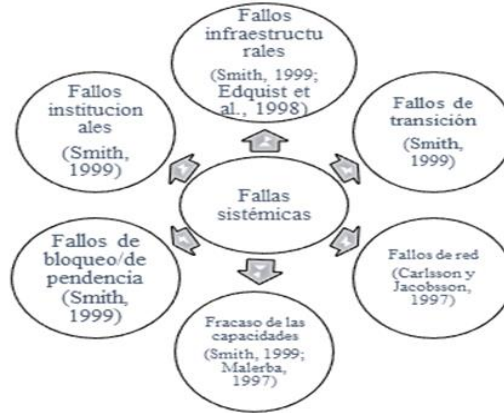 Fallos
infraestructu
rales
(Smith, 1999;
Edquist et
al., 1998)
Fallos
institucion
ales
(Smith,
1999)
Fallos de
transición
(Smith,
1999)
Fallas
sistémicas
Fallos de
bloqueo/de
pendencia
(Smith,
1999)
Fallos de red
(Carlsson y
Jacobsson,
1997)
Fracaso de las
capacidades
(Smith, 1999;
Malerba,
1997)